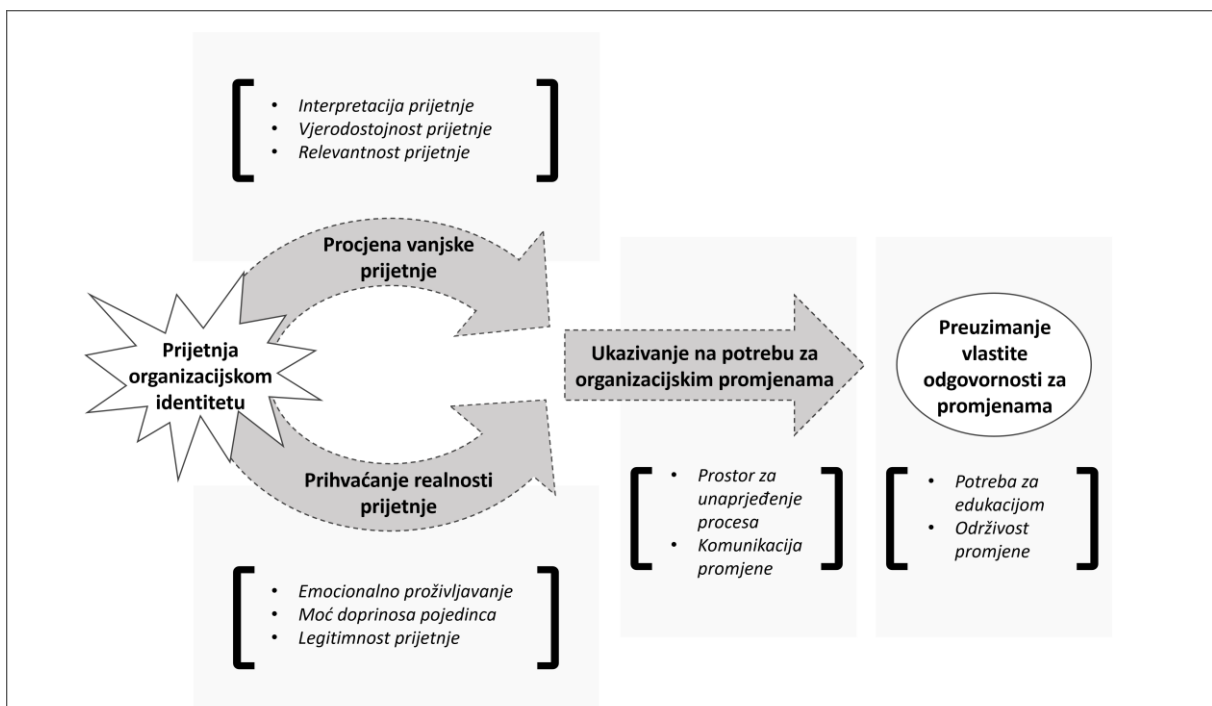 • Interpretacija prijetnje
• Vjerodostojnost prijetnje
• Relevantnost prijetnje
Procjena vanjske
prijetnje
Prijetnja
organizacijskom
identitetu
Prihvaćanje realnosti
prijetnje
• Emocionalno proživljavanje
• Moć doprinosa pojedinca
• Legitimnost prijetnje
Ukazivanje na potrebu za
organizacijskim promjenama
• Prostor za
unaprjeđenje
procesa
• Komunikacija
promjene
Preuzimanje
vlastite
odgovornosti za
promjenama
• Potreba za
edukacijom
• Održivost
promjene